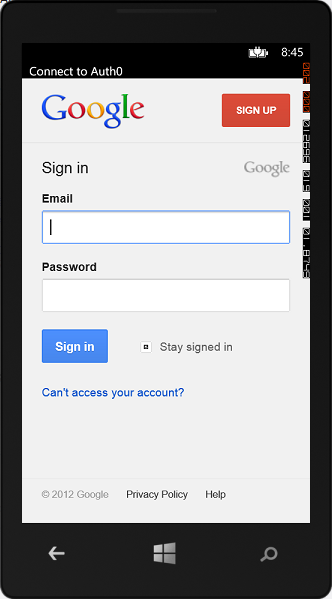 8:45
Connect to Auth0
Google
SIGN UP
Sign in
Google
Email
Password
Sign in
Stay signed in
Can't access your account?
© 2012 Google
Privacy Policy
Help